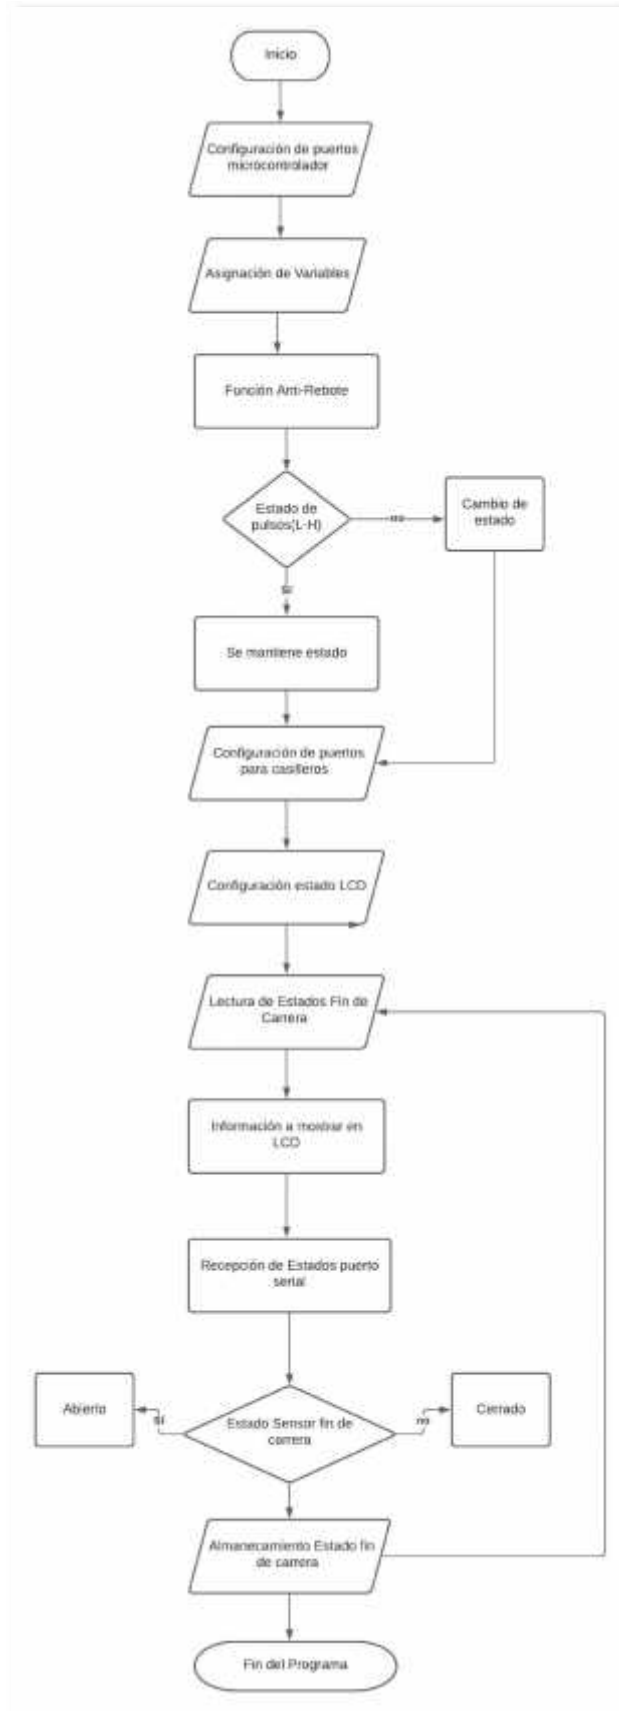 Inicio
Configuración de puertos
microcontrolador
Asignación de Variables
Función Anti-Rebote
Estado de
pulsos(L-H)
no
Cambio de
estado
Sí
Se mantiene estado
Configuración de puertos
para casilleros
Configuración estado LCD
Lectura de Estados Fin de
Carrera
Información a mostrar en
LCD
Recepción de Estados puerto
serial
Abierto
Sí
Estado Sensor fin de
carrera
no
Cerrado
Almanecamiento Estado fin
de carrera
Fin del Programa